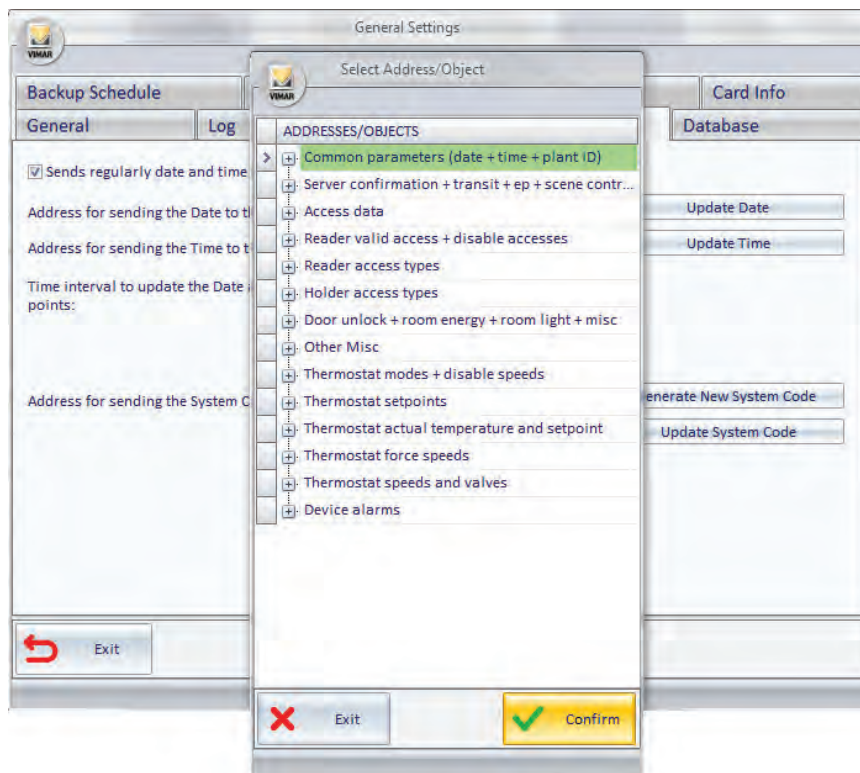 General Settings
VIMAR
Select Address/Object
VIMAR
Backup Schedule
Card Info
General
Log
Database
ADDRESSES/OBJECTS
Common parameters (date + time + plant ID)
Server confirmation + transit + ep + scene contr...
Access data
Reader valid access + disable accesses
Reader access types
Holder access types
Door unlock + room energy + room light + misc
Other Misc
Thermostat modes + disable speeds
Thermostat setpoints
Thermostat actual temperature and setpoint
Thermostat force speeds
Thermostat speeds and valves
Device alarms
Sends regularly date and time
Address for sending the Date to
Update Date
Address for sending the Time to
Update Time
Time interval to update the Date
points:
Address for sending the System
New System Code
Update System Code
Exit
Exit
Confirm